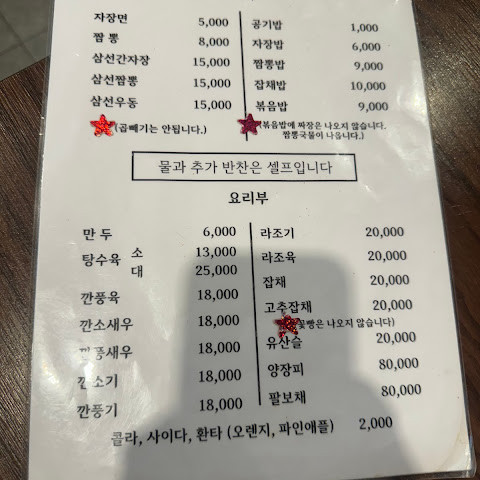 자장면 5,000
짬 뽕 8,000
삼선간자장 15,000
삼선짬뽕 15,000
삼선우동 15,000
(곱빼기는 안됩니다.)
공기밥 1,000
자장밥 6,000
짬뽕밥 9,000
잡채밥 10,000
볶음밥 9,000
(볶음밥에 짜장은 나오지 않습니다.
짬뽕국물이 나옵니다.)
물과 추가 반찬은 셀프입니다
요리부
만 두 6,000
탕수육 소 13,000
대 25,000
깐풍육 18,000
깐소새우 18,000
깐풍새우 18,000
깐소기 18,000
깐풍기 18,000
라조기 20,000
라조육 20,000
잡채 20,000
고추잡채 20,000
(꽃빵은 나오지 않습니다)
유산슬 20,000
양장피 80,000
팔보채 80,000
콜라, 사이다, 환타 (오렌지, 파인애플) 2,000